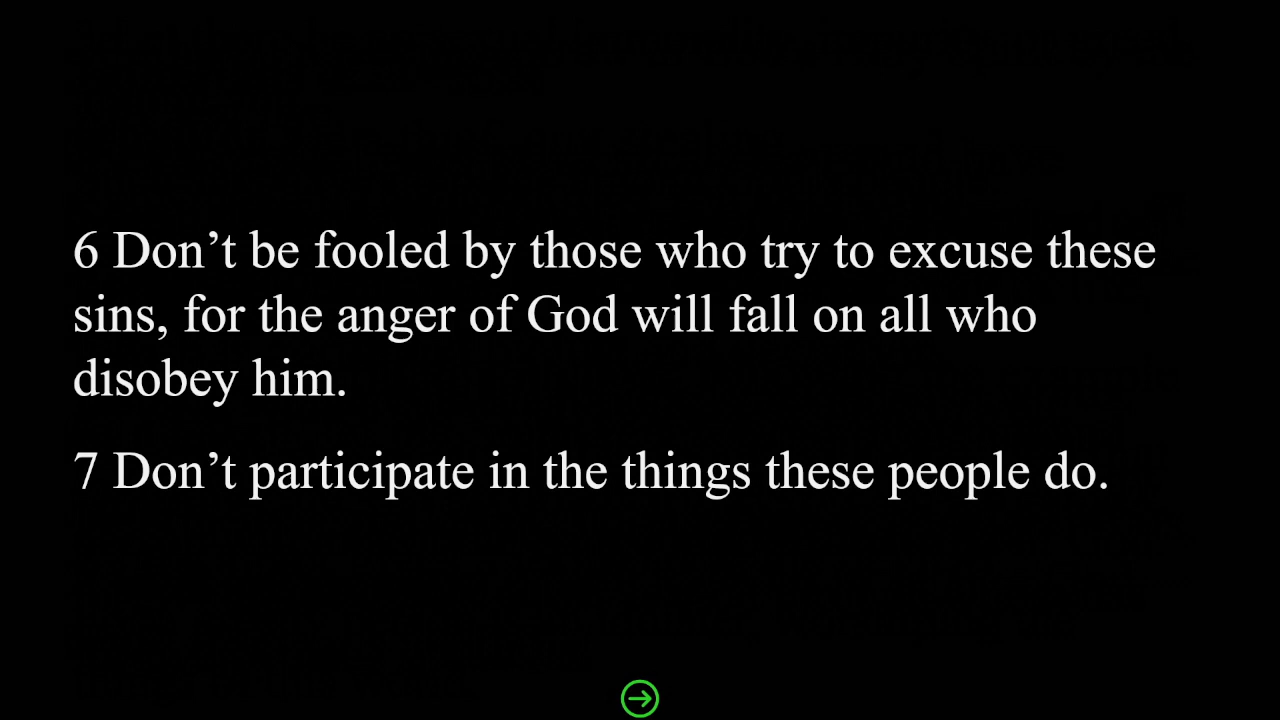 6 Don’t be fooled by those who try to excuse these
sins, for the anger of God will fall on all who
disobey him.
7 Don’t participate in the things these people do.